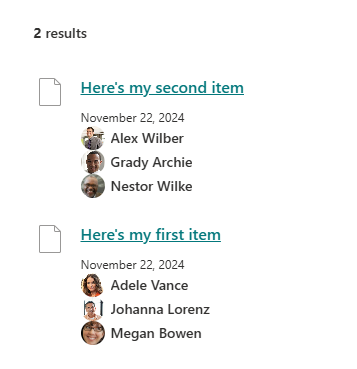 2 results
Here's my second item
November 22, 2024
Alex Wilber
Grady Archie
Nestor Wilke
Here's my first item
November 22, 2024
Adele Vance
Johanna Lorenz
Megan Bowen